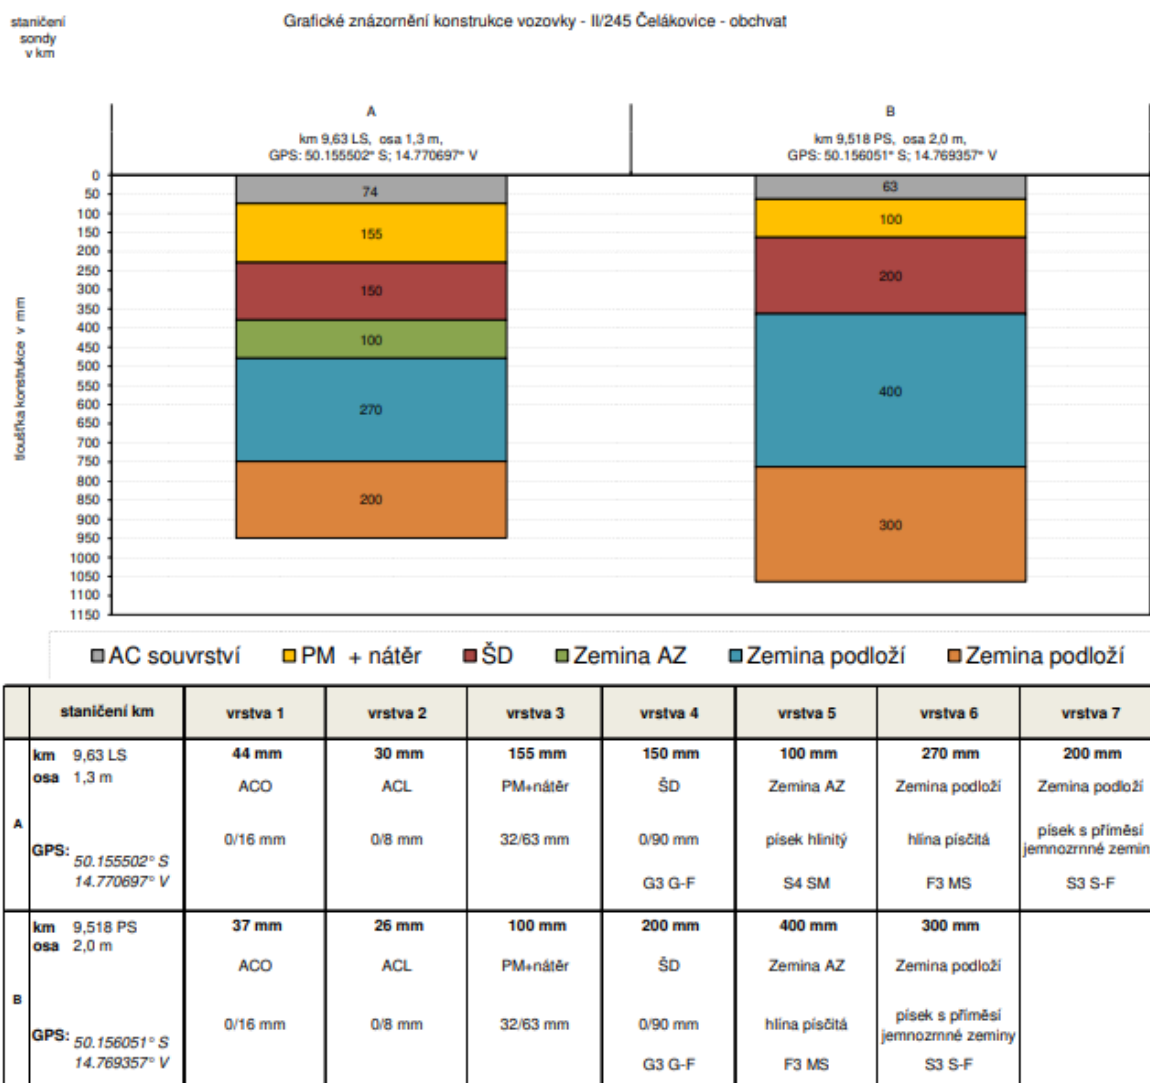 staničení
sondy
v km
Grafické znázornění konstrukce vozovky - II/245 Čelákovice - obchvat
A
km 9,63 LS, osa 1,3 m,
GPS: 50.155502° S; 14.770697° V
B
km 9,518 PS, osa 2,0 m,
GPS: 50.156051° S; 14.769357° V
tloušťka konstrukce v mm
0
50
100
150
200
250
300
350
400
450
500
550
600
650
700
750
800
850
900
950
1000
1050
1100
1150
74
155
150
100
270
200
63
100
200
400
300
AC souvrství PM + nátěr ŠD Zemina AZ Zemina podloží Zemina podloží
staničení km vrstva 1 vrstva 2 vrstva 3 vrstva 4 vrstva 5 vrstva 6 vrstva 7
km 9,63 LS 44 mm 30 mm 155 mm 150 mm 100 mm 270 mm 200 mm
osa 1,3 m ACO ACL PM+nátěr ŠD Zemina AZ Zemina podloží Zemina podloží
A
0/16 mm 0/8 mm 32/63 mm 0/90 mm písek hlinitý hlína písčitá písek s příměsí
jemnozrnné zemin
GPS: 50.155502° S
14.770697° V G3 G-F S4 SM F3 MS S3 S-F
km 9,518 PS 37 mm 26 mm 100 mm 200 mm 400 mm 300 mm
osa 2,0 m ACO ACL PM+nátěr ŠD Zemina AZ Zemina podloží
B
0/16 mm 0/8 mm 32/63 mm 0/90 mm hlína písčitá písek s příměsí
jemnozrnné zeminy
GPS: 50.156051° S
14.769357° V G3 G-F F3 MS S3 S-F